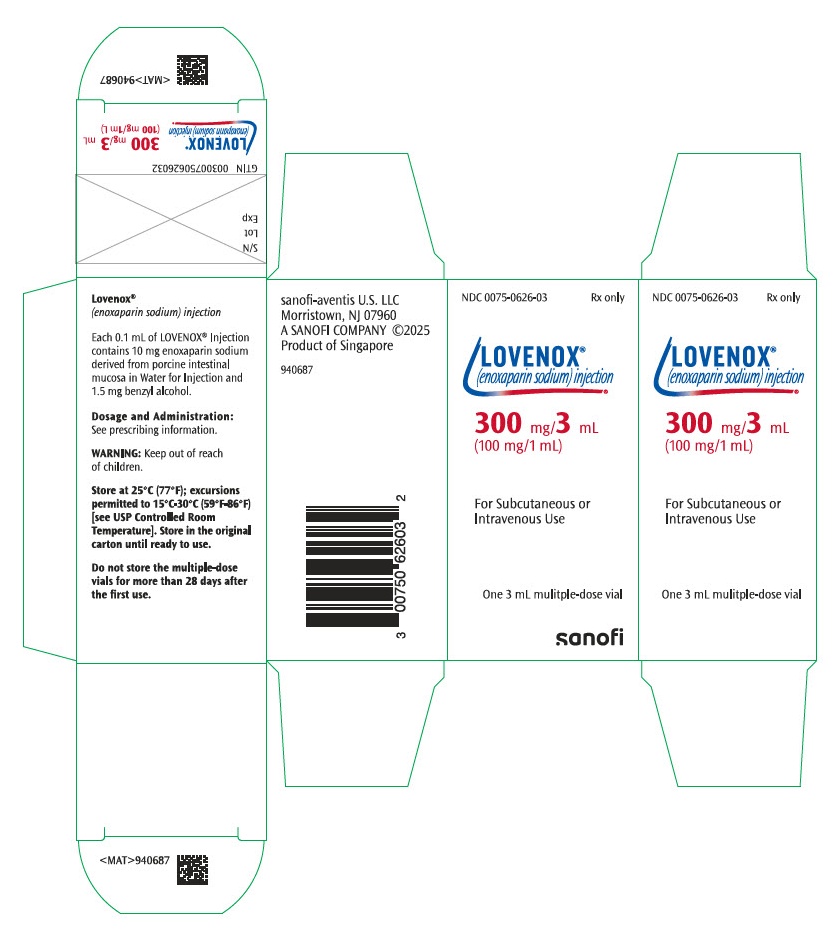 <MAT>940687
LOVENOX®
(enoxaparin sodium) injection
300 mg/3 mL
(100 mg/1 mL)
GTIN 00300750626032
S/N
Lot
Exp
Lovenox®
(enoxaparin sodium) injection
Each 0.1 mL of LOVENOX® Injection
contains 10 mg enoxaparin sodium
derived from porcine intestinal
mucosa in Water for Injection and
1.5 mg benzyl alcohol.
Dosage and Administration:
See prescribing information.
WARNING: Keep out of reach
of children.
Store at 25°C (77°F); excursions
permitted to 15°C-30°C (59°F-86°F)
[see USP Controlled Room
Temperature]. Store in the original
carton until ready to use.
Do not store the multiple-dose
vials for more than 28 days after
the first use.
<MAT>940687
sanofi-aventis U.S. LLC
Morristown, NJ 07960
A SANOFI COMPANY ©2025
Product of Singapore
940687
3 00750 62603 2
NDC 0075-0626-03 Rx only
LOVENOX®
(enoxaparin sodium) injection
300 mg/3 mL
(100 mg/1 mL)
For Subcutaneous or
Intravenous Use
One 3 mL mulitple-dose vial
sanofi
NDC 0075-0626-03 Rx only
LOVENOX®
(enoxaparin sodium) injection
300 mg/3 mL
(100 mg/1 mL)
For Subcutaneous or
Intravenous Use
One 3 mL mulitple-dose vial